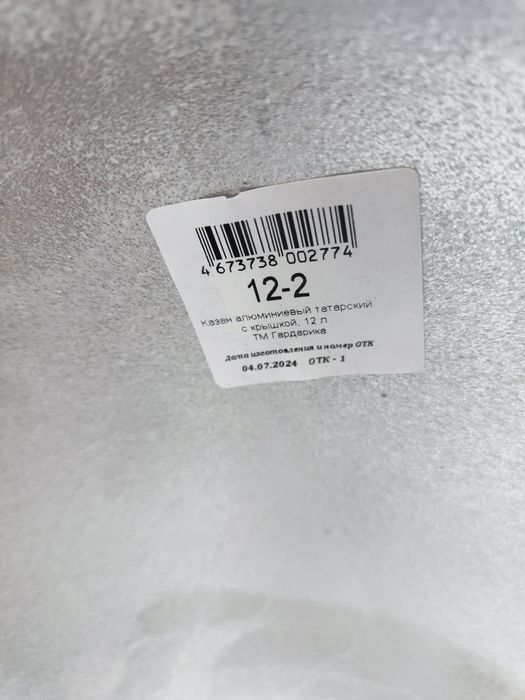 4 673738 002774
12-2
Казан алюминиевый татарский
с крышкой, 12 л
ТМ Гардарика
Дата изготовления и номер ОТК
04.07.2024 ОТК - 1